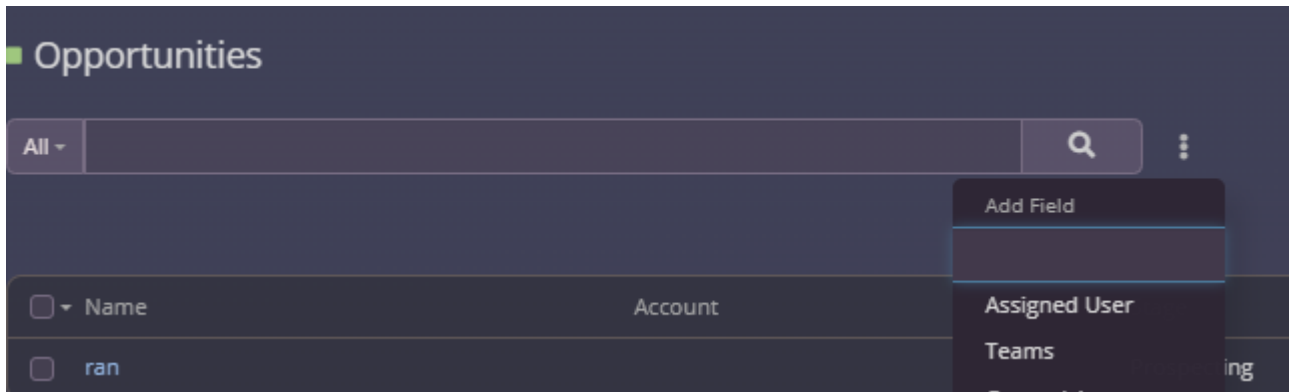 Opportunities
All
Add Field
Name Account
Assigned User
ran
Teams
ing